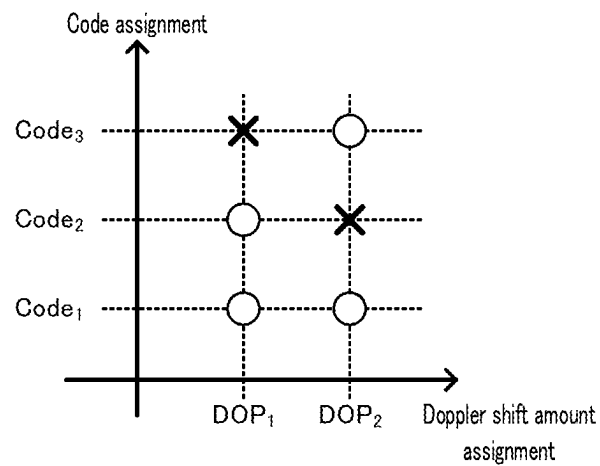 Code assignment
Code₃
Code₂
Code₁
DOP₁ DOP₂ Doppler shift amount
assignment